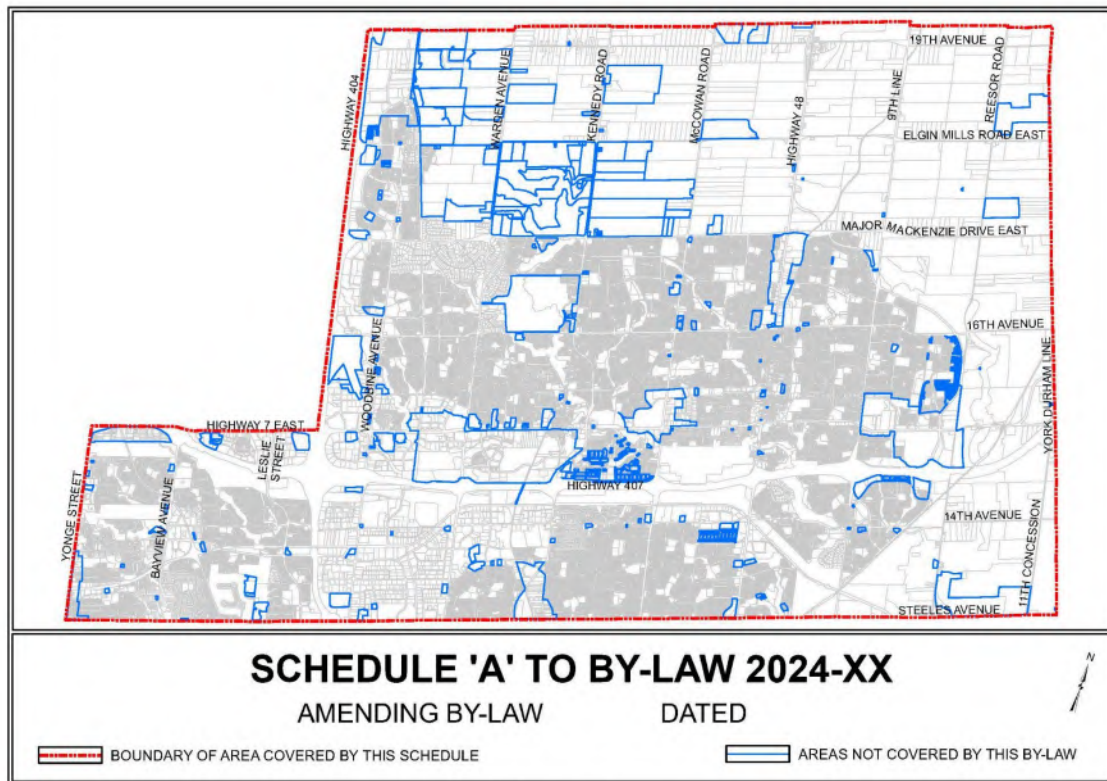 19TH AVENUE
HIGHWAY 404
WARDEN AVENUE
KENNEDY ROAD
McCOWAN ROAD
HIGHWAY 48
9TH LINE
REESOR ROAD
ELGIN MILLS ROAD EAST
MAJOR MACKENZIE DRIVE EAST
16TH AVENUE
WOODBINE AVENUE
YORK DURHAM LINE
HIGHWAY 7 EAST
LESLIE
STREET
HIGHWAY 407
YONGE STREET
BAYVIEW AVENUE
14TH AVENUE
11TH CONCESSION
STEELES AVENUE
SCHEDULE 'A' TO BY-LAW 2024-XX
AMENDING BY-LAW DATED
N
BOUNDARY OF AREA COVERED BY THIS SCHEDULE
AREAS NOT COVERED BY THIS BY-LAW